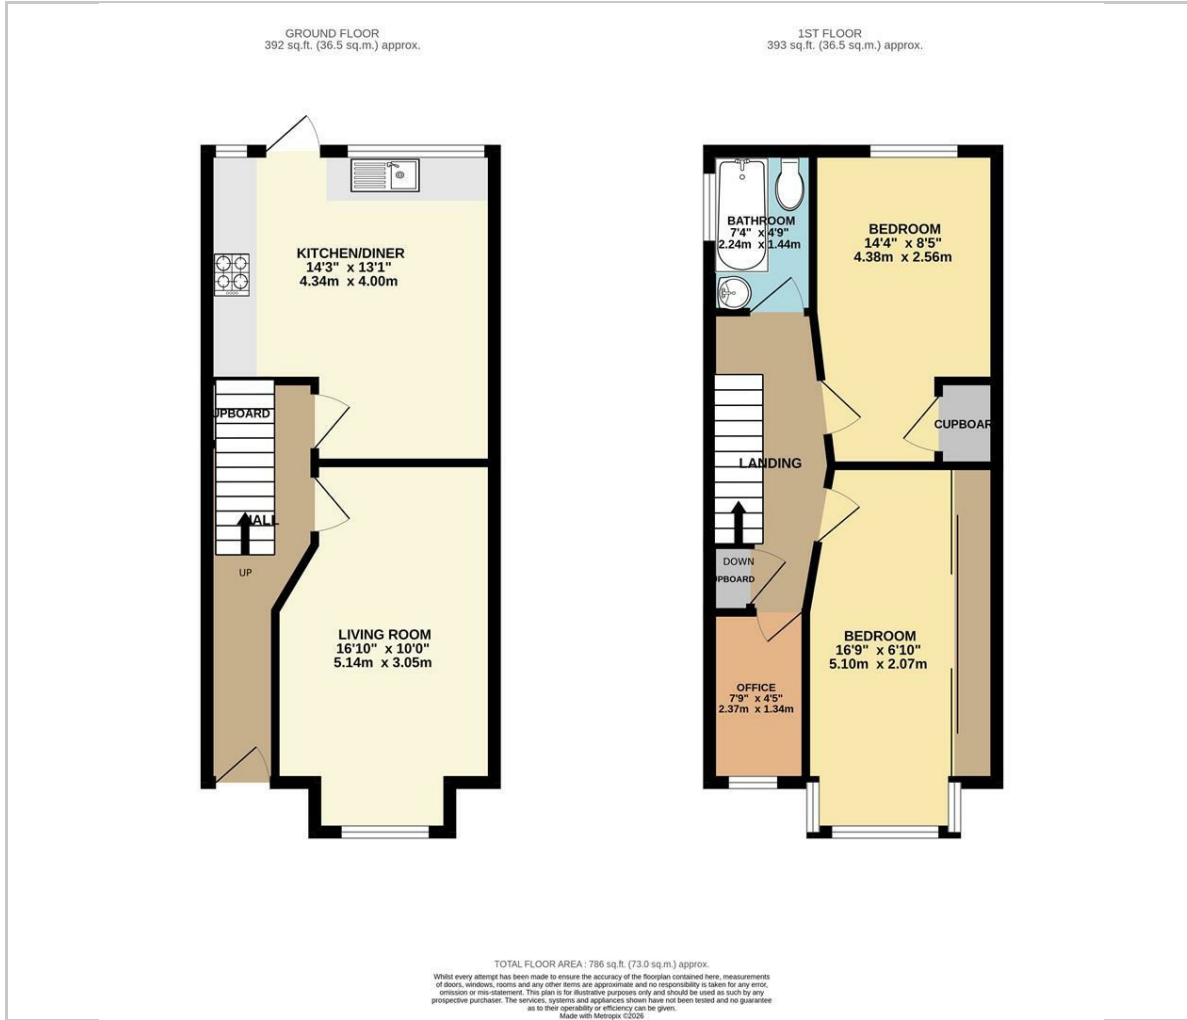 GROUND FLOOR
392 sq.ft. (36.5 sq.m.) approx.
1ST FLOOR
393 sq.ft. (36.5 sq.m.) approx.
KITCHEN/DINER
14'3" x 13'1"
4.34m x 4.00m
UPBOARD
HALL
UP
LIVING ROOM
16'10" x 10'0"
5.14m x 3.05m
BATHROOM
7'4" x 4'9"
2.24m x 1.44m
BEDROOM
14'4" x 8'5"
4.38m x 2.56m
CUPBOAR
LANDING
DOWN
UPBOARD
BEDROOM
16'9" x 6'10"
5.10m x 2.07m
OFFICE
7'9" x 4'5"
2.37m x 1.34m
TOTAL FLOOR AREA : 786 sq.ft. (73.0 sq.m.) approx.
Whilst every attempt has been made to ensure the accuracy of the floorplan contained here, measurements
of doors, windows, rooms and any other items are approximate and no responsibility is taken for any error,
omission or mis-statement. This plan is for illustrative purposes only and should be used as such by any
prospective purchaser. The services, systems and appliances shown have not been tested and no guarantee
as to their operability or efficiency can be given.
Made with Metropix ©2026